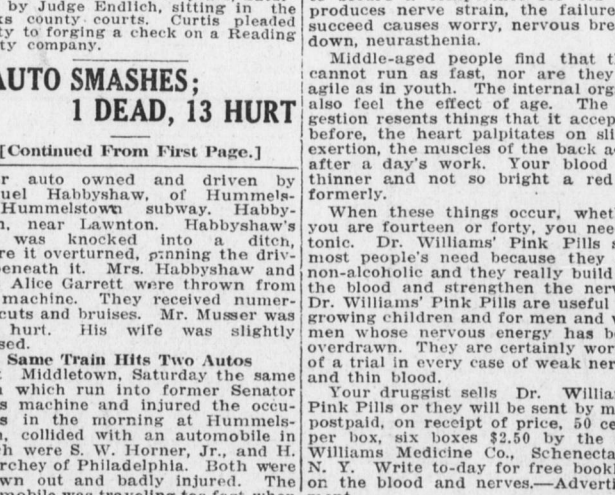 by Judge Endlich, sitting in the
county courts. Curtis pleaded
to forging a check on a Reading
company.
AUTO SMASHES;
1 DEAD, 13 HURT
[Continued From First Page.]
auto owned and driven by
Habbyshaw, of Hummels-
Hummelstown subway. Habby-
near Lawnton. Habbyshaw's
was knocked into a ditch,
it overturned, pinning the driv-
Mrs. Habbyshaw and
Alice Garrett were thrown from
machine. They received numer-
cuts and bruises. Mr. Musser was
hurt. His wife was slightly
Same Train Hits Two Autos
Middletown, Saturday the same
which run into former Senator
machine and injured the occu-
in the morning at Hummels-
collided with an automobile in
were S. W. Horner, Jr., and H.
of Philadelphia. Both were
and badly injured. The
was traveling too fast when
produces nerve strain, the failure
succeed causes worry, nervous brea
down, neurasthenia.
Middle-aged people find that t
cannot run as fast, nor are they
agile as in youth. The internal org
also feel the effect of age. The
gestion resents things that it accep
before, the heart palpitates on sli
exertion, the muscles of the back a
after a day's work. Your blood
thinner and not so bright a red
formerly.
When these things occur, whet
you are fourteen or forty, you nee
tonic. Dr. Williams' Pink Pills s
most people's need because they
non-alcoholic and they really build
the blood and strengthen the ner
Dr. Williams' Pink Pills are useful
growing children and for men and w
men whose nervous energy has b
overdrawn. They are certainly wor
of a trial in every case of weak ner
and thin blood.
Your druggist sells Dr. Willia
Pink Pills or they will be sent by m
postpaid, on receipt of price, 50 ce
per box, six boxes $2.50 by the
Williams Medicine Co., Schenecta
N. Y. Write to-day for free book
on the blood and nerves.—Adverti